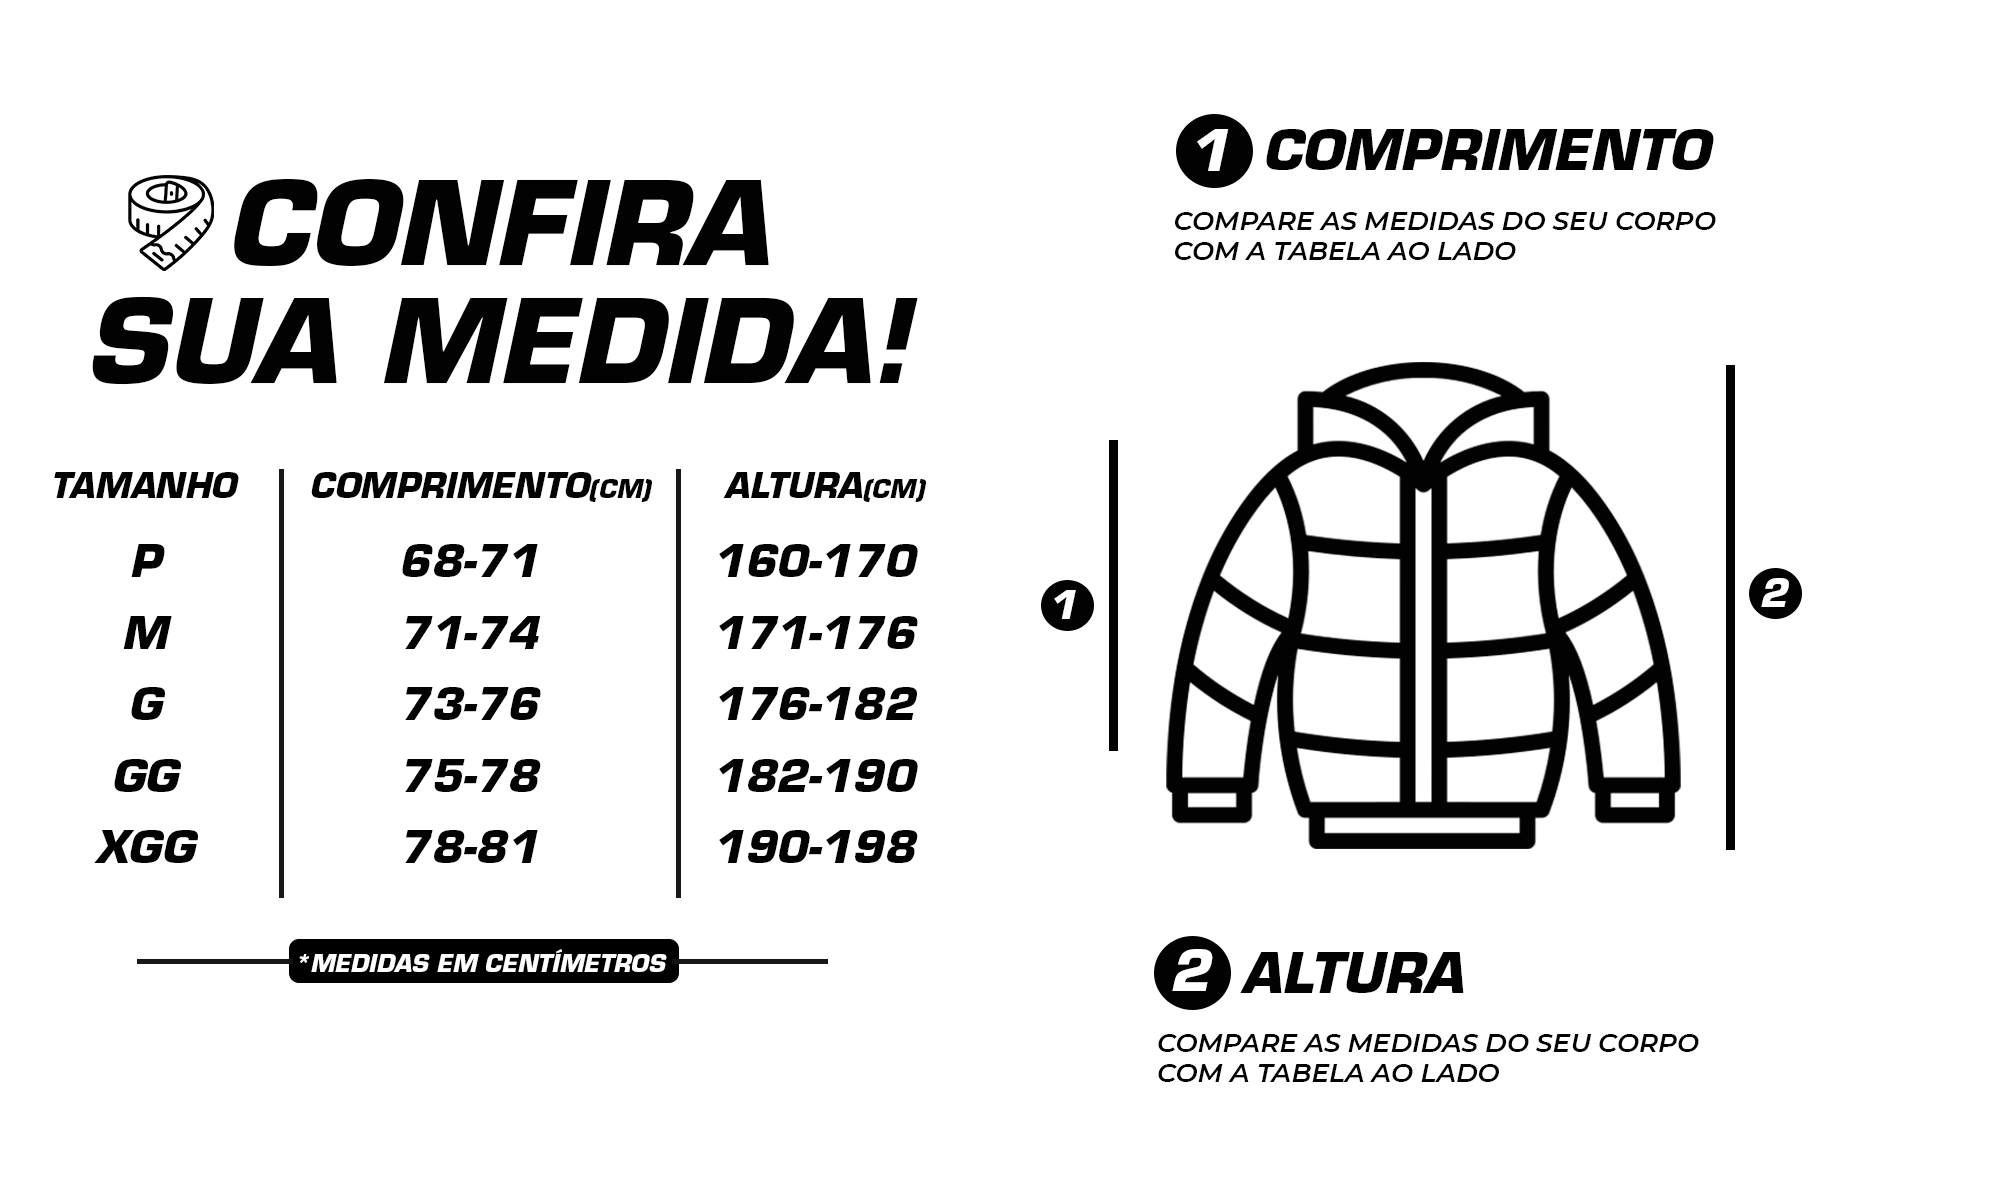 CONFIRA
SUA MEDIDA!
TAMANHO COMPRIMENTO(CM) ALTURA(CM)
P 68-71 160-170
M 71-74 171-176
G 73-76 176-182
GG 75-78 182-190
XGG 78-81 190-198
*MEDIDAS EM CENTÍMETROS
1 COMPRIMENTO
COMPARE AS MEDIDAS DO SEU CORPO
COM A TABELA AO LADO
1
2
2 ALTURA
COMPARE AS MEDIDAS DO SEU CORPO
COM A TABELA AO LADO